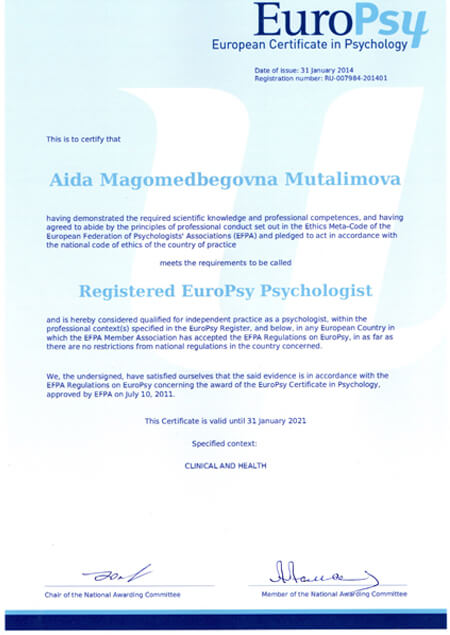 EuroPsy
European Certificate in Psychology
Date of issue: 31 January 2014
Registration number: RU-007984-201401
This is to certify that
Aida Magomedbegovna Mutalimova
having demonstrated the required scientific knowledge and professional competences, and having
agreed to abide by the principles of professional conduct set out in the Ethics Meta-Code of the
European Federation of Psychologists' Associations (EFPA) and pledged to act in accordance with
the national code of ethics of the country of practice
meets the requirements to be called
Registered EuroPsy Psychologist
and is hereby considered qualified for independent practice as a psychologist, within the
professional context(s) specified in the EuroPsy Register, and below, in any European Country in
which the EFPA Member Association has accepted the EFPA Regulations on EuroPsy, in as far as
there are no restrictions from national regulations in the country concerned.
We, the undersigned, have satisfied ourselves that the said evidence is in accordance with the
EFPA Regulations on EuroPsy concerning the award of the EuroPsy Certificate in Psychology,
approved by EFPA on July 10, 2011.
This Certificate is valid until 31 January 2021
Specified context:
CLINICAL AND HEALTH
Chair of the National Awarding Committee
Member of the National Awarding Committee